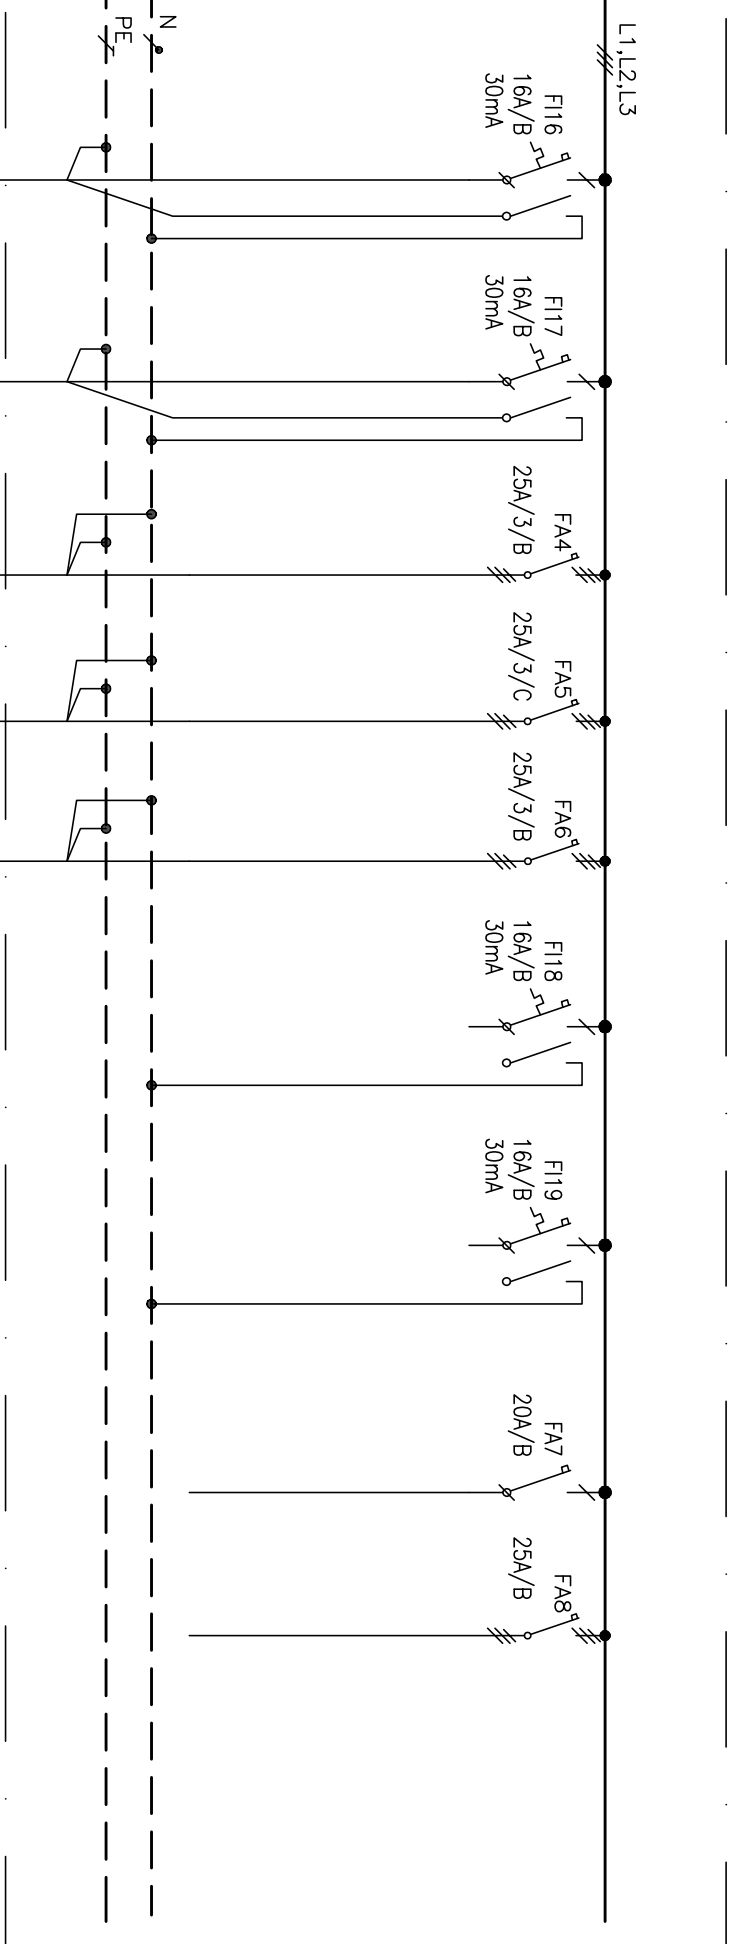 L1,L2,L3
N
PE
FI16
16A/B
30mA
FI17
16A/B
30mA
FA4
25A/3/B
FA5
25A/3/C
FA6
25A/3/B
FI18
16A/B
30mA
FI19
16A/B
30mA
FA7
20A/B
FA8
25A/B